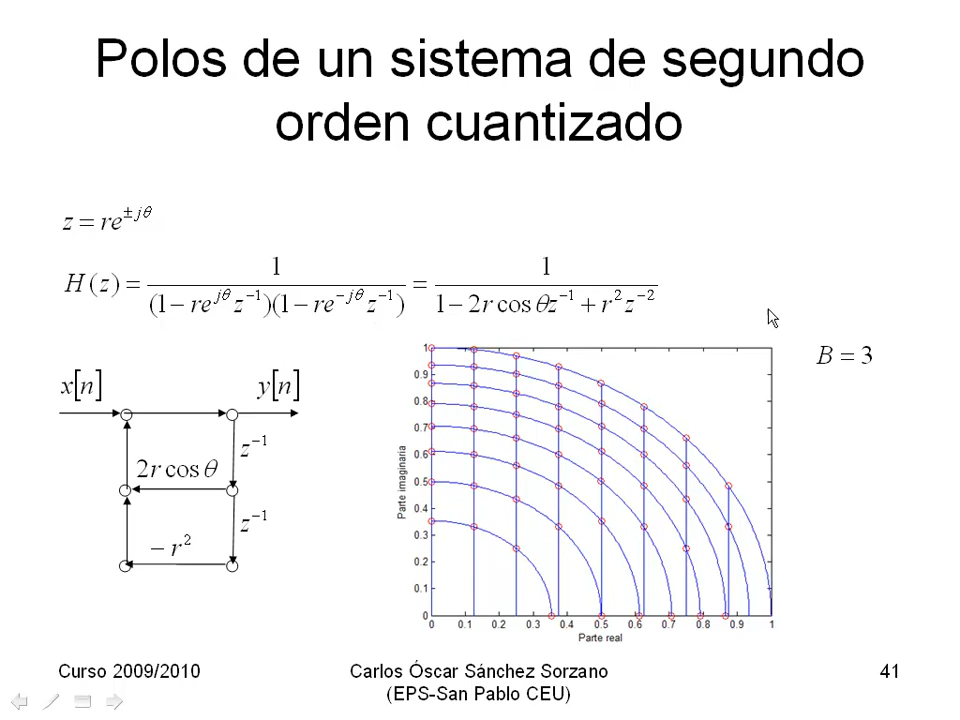 Polos de un sistema de segundo
orden cuantizado
z = re^{±jθ}
H(z) = \frac{1}{(1 − re^{jθ}z^{−1})(1 − re^{−jθ}z^{−1})} = \frac{1}{1 − 2r cos θz^{−1} + r^2 z^{−2}}
B = 3
x[n]
y[n]
z^{−1}
2r cos θ
z^{−1}
− r^2
1
0.9
0.8
0.7
0.6
0.5
0.4
0.3
0.2
0.1
0
Parte imaginaria
0 0.1 0.2 0.3 0.4 0.5 0.6 0.7 0.8 0.9 1
Parte real
Curso 2009/2010
Carlos Óscar Sánchez Sorzano
(EPS-San Pablo CEU)
41